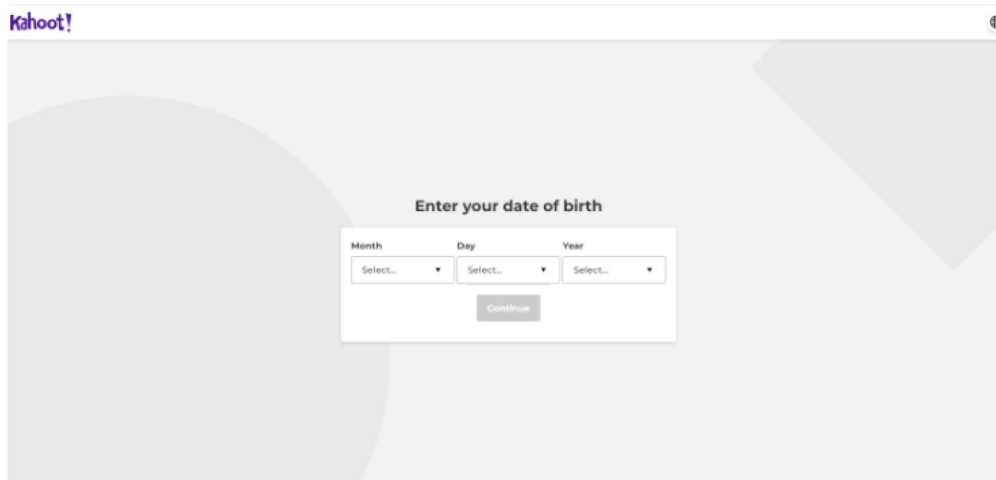 Kahoot!
Enter your date of birth
Month Day Year
Select... Select... Select...
Continue